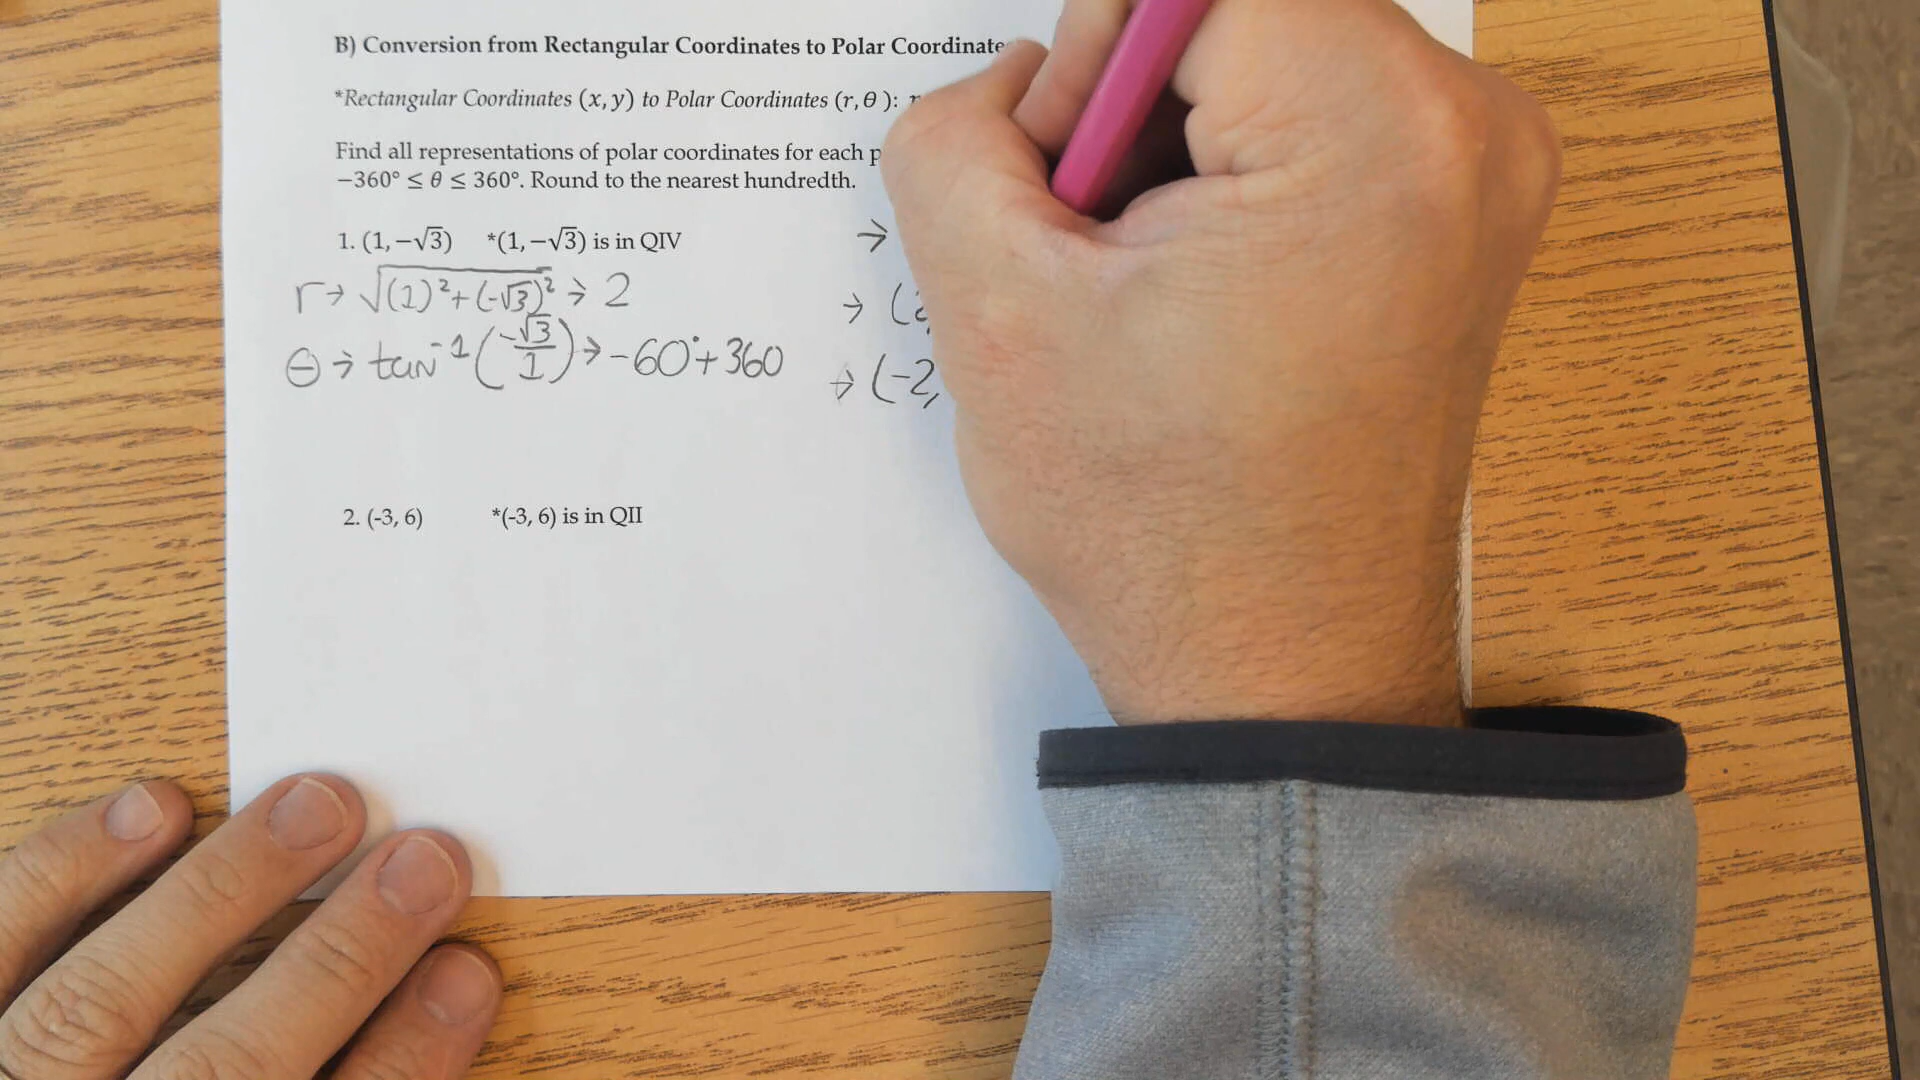 B) Conversion from Rectangular Coordinates to Polar Coordinate
*Rectangular Coordinates (x, y) to Polar Coordinates (r, θ ): r
Find all representations of polar coordinates for each p
−360° ≤ θ ≤ 360°. Round to the nearest hundredth.
1. (1, −√3) *(1, −√3) is in QIV →
r → √(1)²+(-√3)² → 2 → (2,
θ → tan⁻¹(-√3/1) → -60°+360 → (-2,
2. (-3, 6) *(-3, 6) is in QII